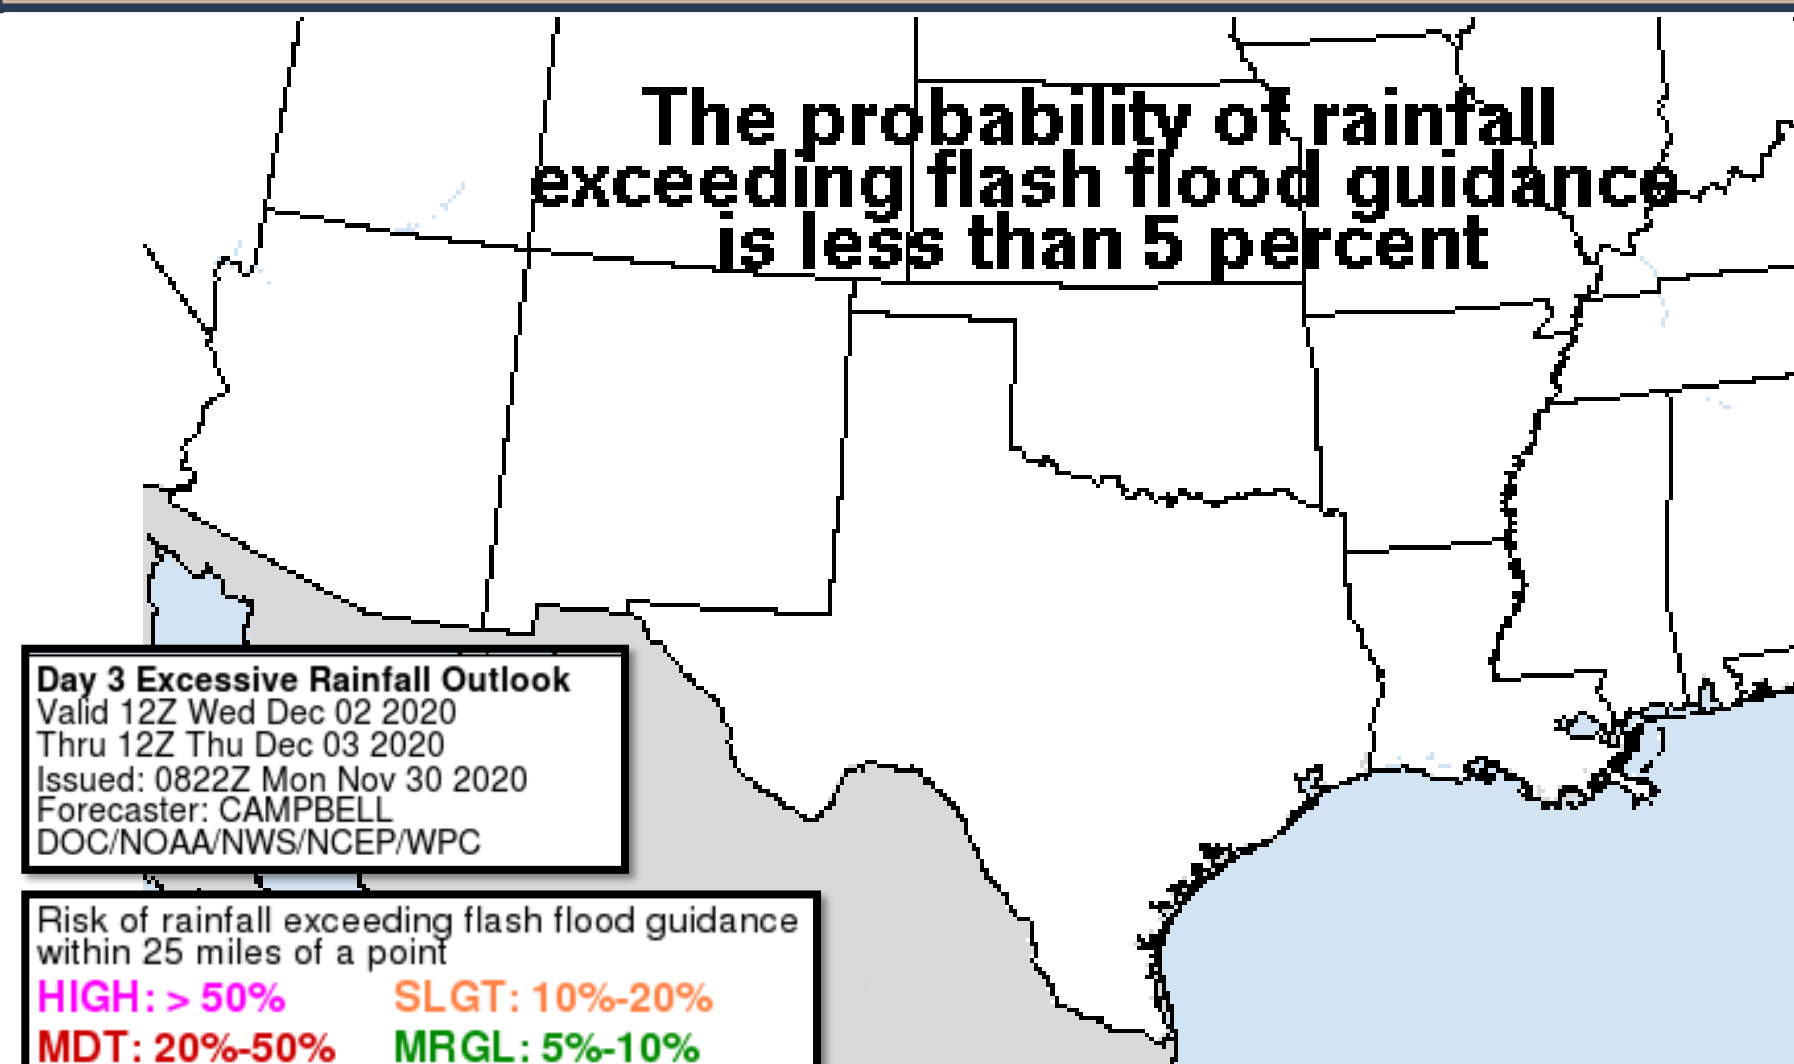 The probability of rainfall
exceeding flash flood guidance
is less than 5 percent
Day 3 Excessive Rainfall Outlook
Valid 12Z Wed Dec 02 2020
Thru 12Z Thu Dec 03 2020
Issued: 0822Z Mon Nov 30 2020
Forecaster: CAMPBELL
DOC/NOAA/NWS/NCEP/WPC
Risk of rainfall exceeding flash flood guidance
within 25 miles of a point
HIGH: > 50% SLGT: 10%-20%
MDT: 20%-50% MRGL: 5%-10%